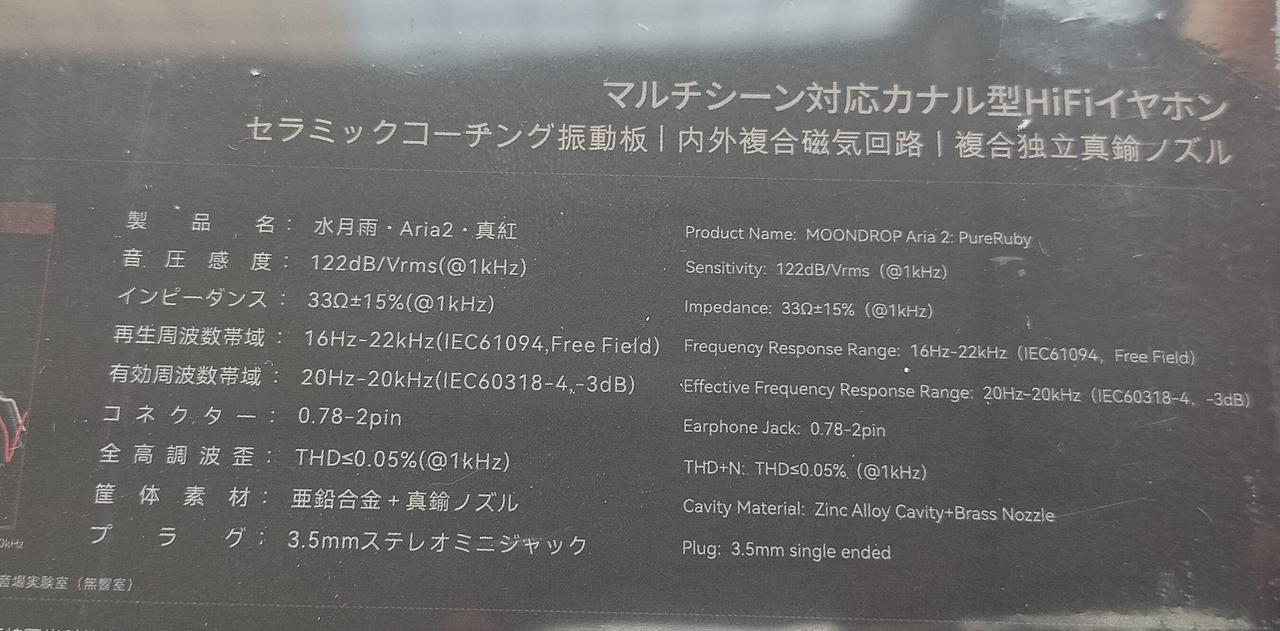 マルチシーン対応カナル型HiFiイヤホン
セラミックコーチング振動板 | 内外複合磁気回路 | 複合独立真鍮ノズル
製品名： 水月雨・Aria2・真紅
音圧感度： 122dB/Vrms(@1kHz)
インピーダンス： 33Ω±15%(@1kHz)
再生周波数帯域： 16Hz-22kHz(IEC61094,Free Field)
有効周波数帯域： 20Hz-20kHz(IEC60318-4,-3dB)
コネクター： 0.78-2pin
全高調波歪： THD≤0.05%(@1kHz)
筐体素材： 亜鉛合金+真鍮ノズル
プラグ： 3.5mmステレオミニジャック
Product Name: MOONDROP Aria 2: PureRuby
Sensitivity: 122dB/Vrms (@1kHz)
Impedance: 33Ω±15% (@1kHz)
Frequency Response Range: 16Hz-22kHz (IEC61094, Free Field)
Effective Frequency Response Range: 20Hz-20kHz (IEC60318-4, -3dB)
Earphone Jack: 0.78-2pin
THD+N: THD≤0.05% (@1kHz)
Cavity Material: Zinc Alloy Cavity+Brass Nozzle
Plug: 3.5mm single ended
0kHz
音場実験室（無響室）